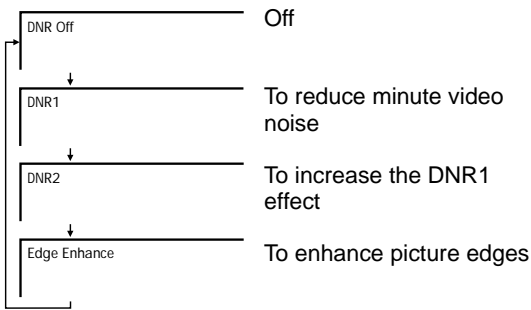 DNR Off
Off
DNR1
To reduce minute video
noise
DNR2
To increase the DNR1
effect
Edge Enhance
To enhance picture edges